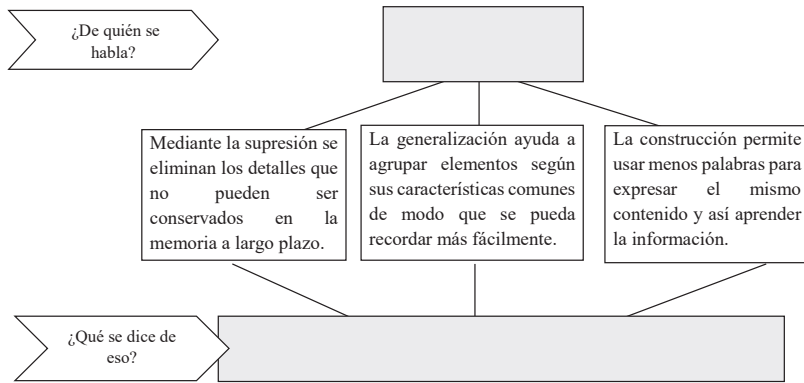 ¿De quién se
habla?
Mediante la supresión se
eliminan los detalles que
no pueden ser
conservados en la
memoria a largo plazo.
La generalización ayuda a
agrupar elementos según
sus características comunes
de modo que se pueda
recordar más fácilmente.
La construcción permite
usar menos palabras para
expresar el mismo
contenido y así aprender
la información.
¿Qué se dice de
eso?